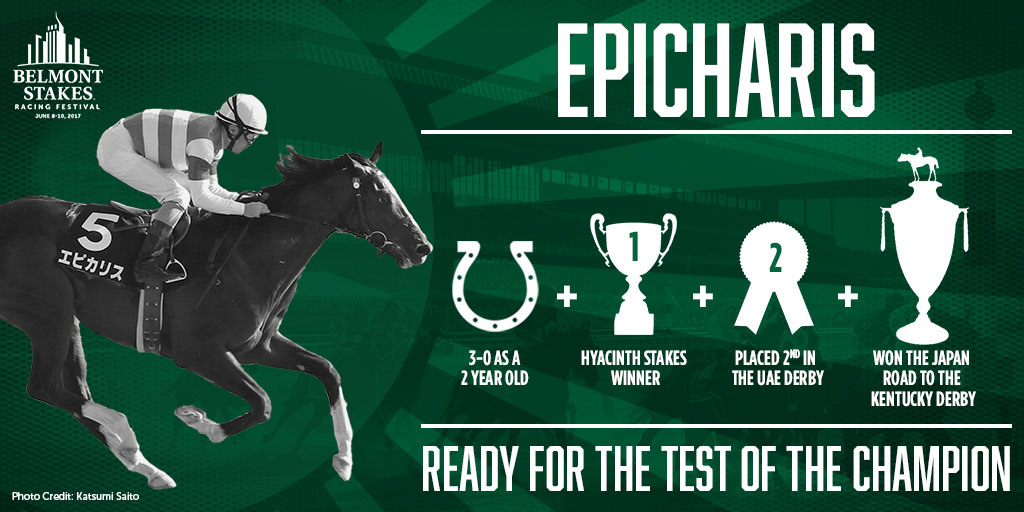 BELMONT
STAKES
RACING FESTIVAL
JUNE 8-10, 2017
EPICHARIS
5
エピカリス
1
2
3-0 AS A
2 YEAR OLD
+
HYACINTH STAKES
WINNER
+
PLACED 2ND IN
THE UAE DERBY
+
WON THE JAPAN
ROAD TO THE
KENTUCKY DERBY
READY FOR THE TEST OF THE CHAMPION
Photo Credit: Katsumi Saito